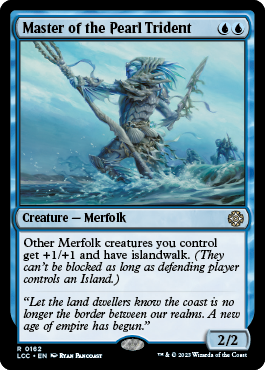 Master of the Pearl Trident
Creature — Merfolk
Other Merfolk creatures you control
get +1/+1 and have islandwalk. (They
can't be blocked as long as defending player
controls an Island.)
“Let the land dwellers know the coast is no
longer the border between our realms. A new
age of empire has begun.”
2/2
R 0162
LCC • EN Ryan Pancoast
™ & © 2023 Wizards of the Coast